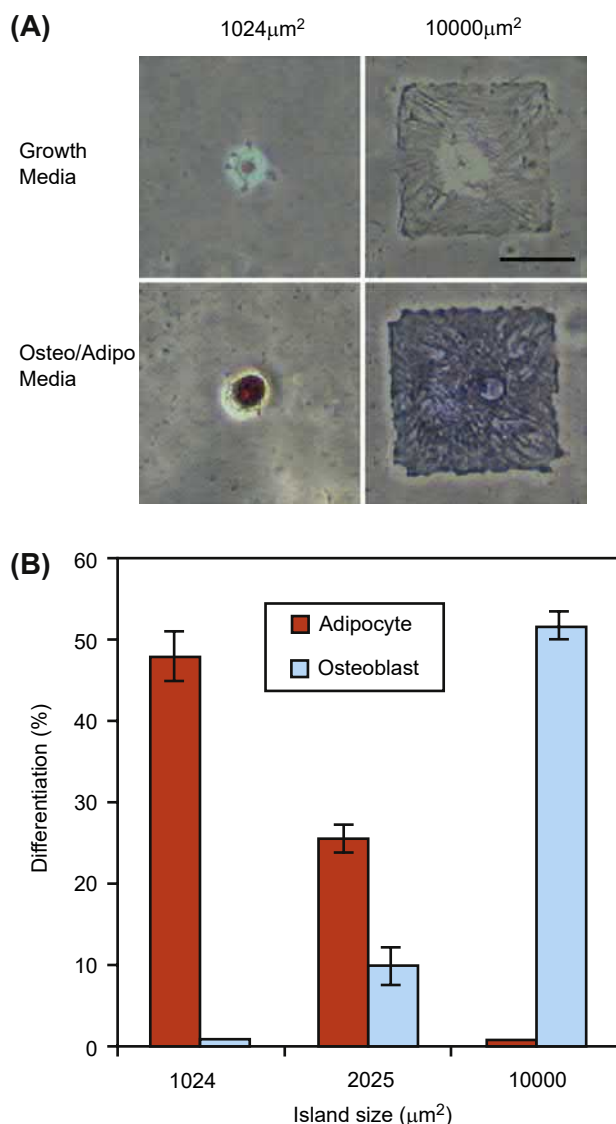 (A)
1024μm²
10000μm²
Growth
Media
Osteo/Adipo
Media
(B)
60
50
40
30
20
10
0
Differentiation (%)
Adipocyte
Osteoblast
1024
2025
10000
Island size (μm²)